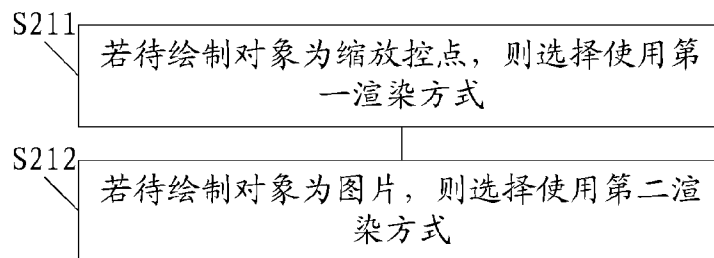 S211
若待绘制对象为缩放控点，则选择使用第
一渲染方式
S212
若待绘制对象为图片，则选择使用第二渲
染方式